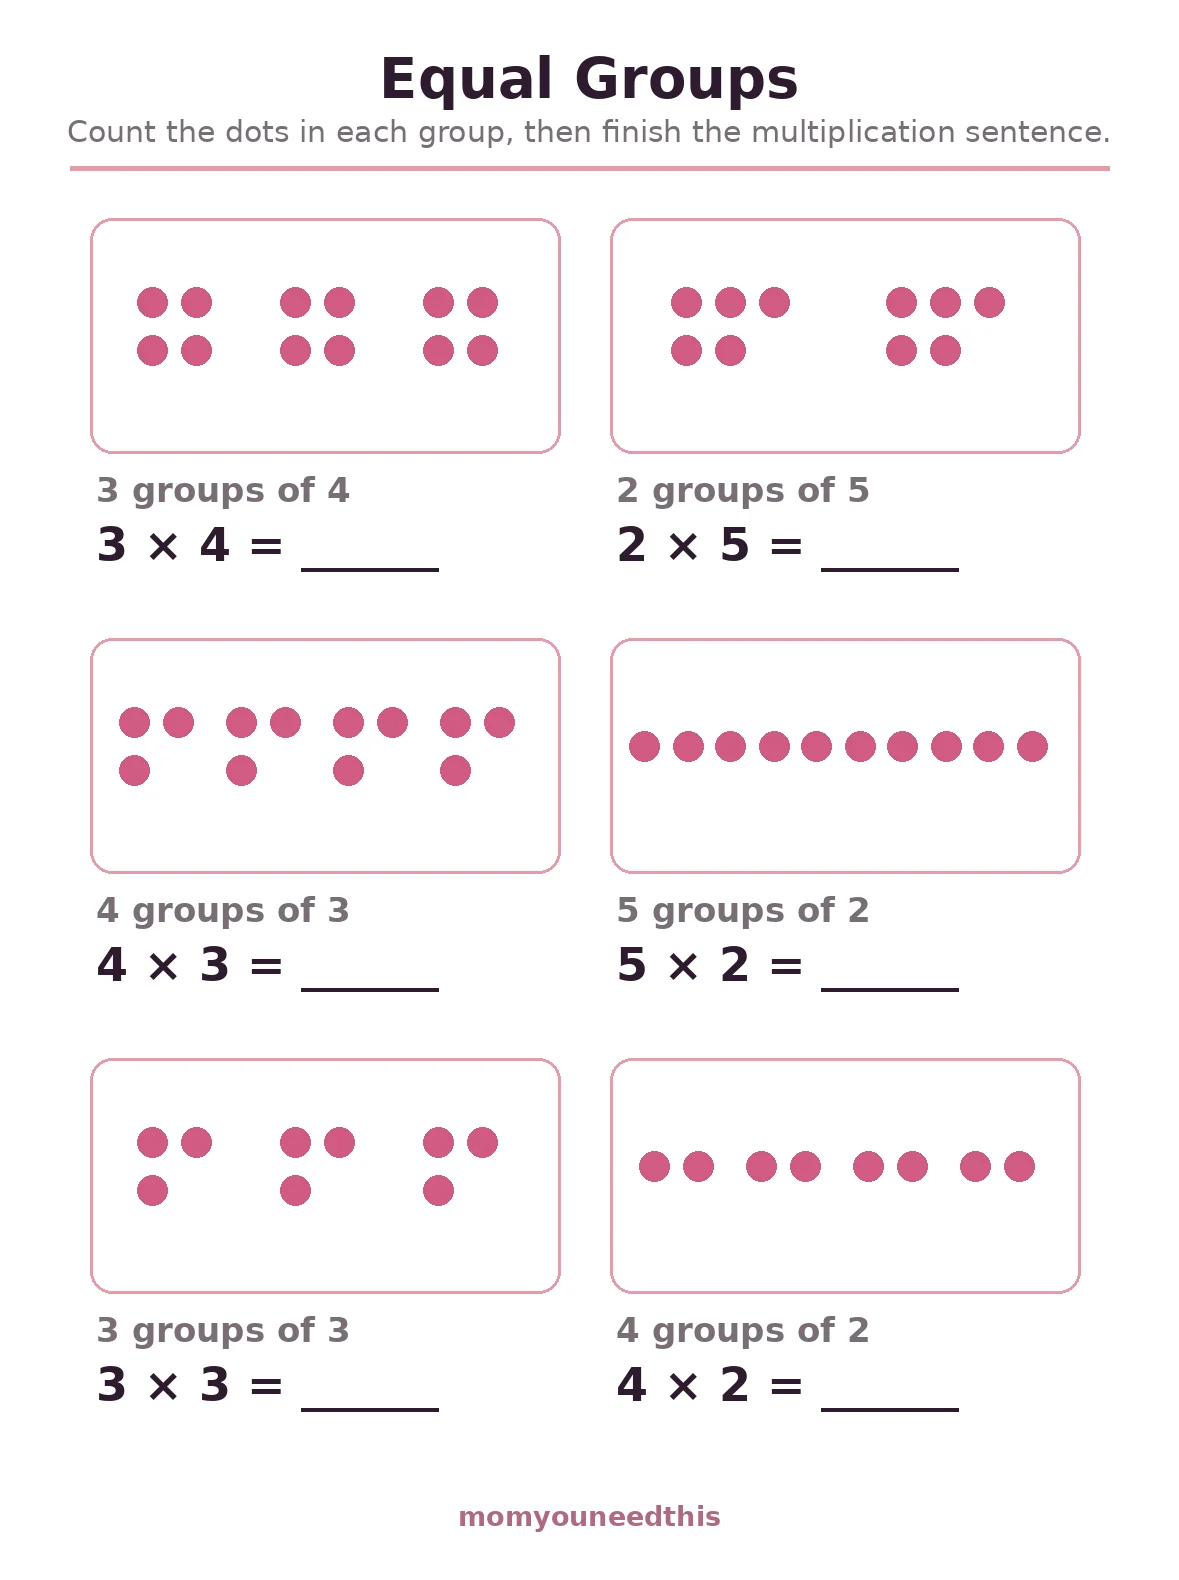 Equal Groups
Count the dots in each group, then finish the multiplication sentence.
3 groups of 4
3 × 4 = ______
2 groups of 5
2 × 5 = ______
4 groups of 3
4 × 3 = ______
5 groups of 2
5 × 2 = ______
3 groups of 3
3 × 3 = ______
4 groups of 2
4 × 2 = ______
momyouneedthis